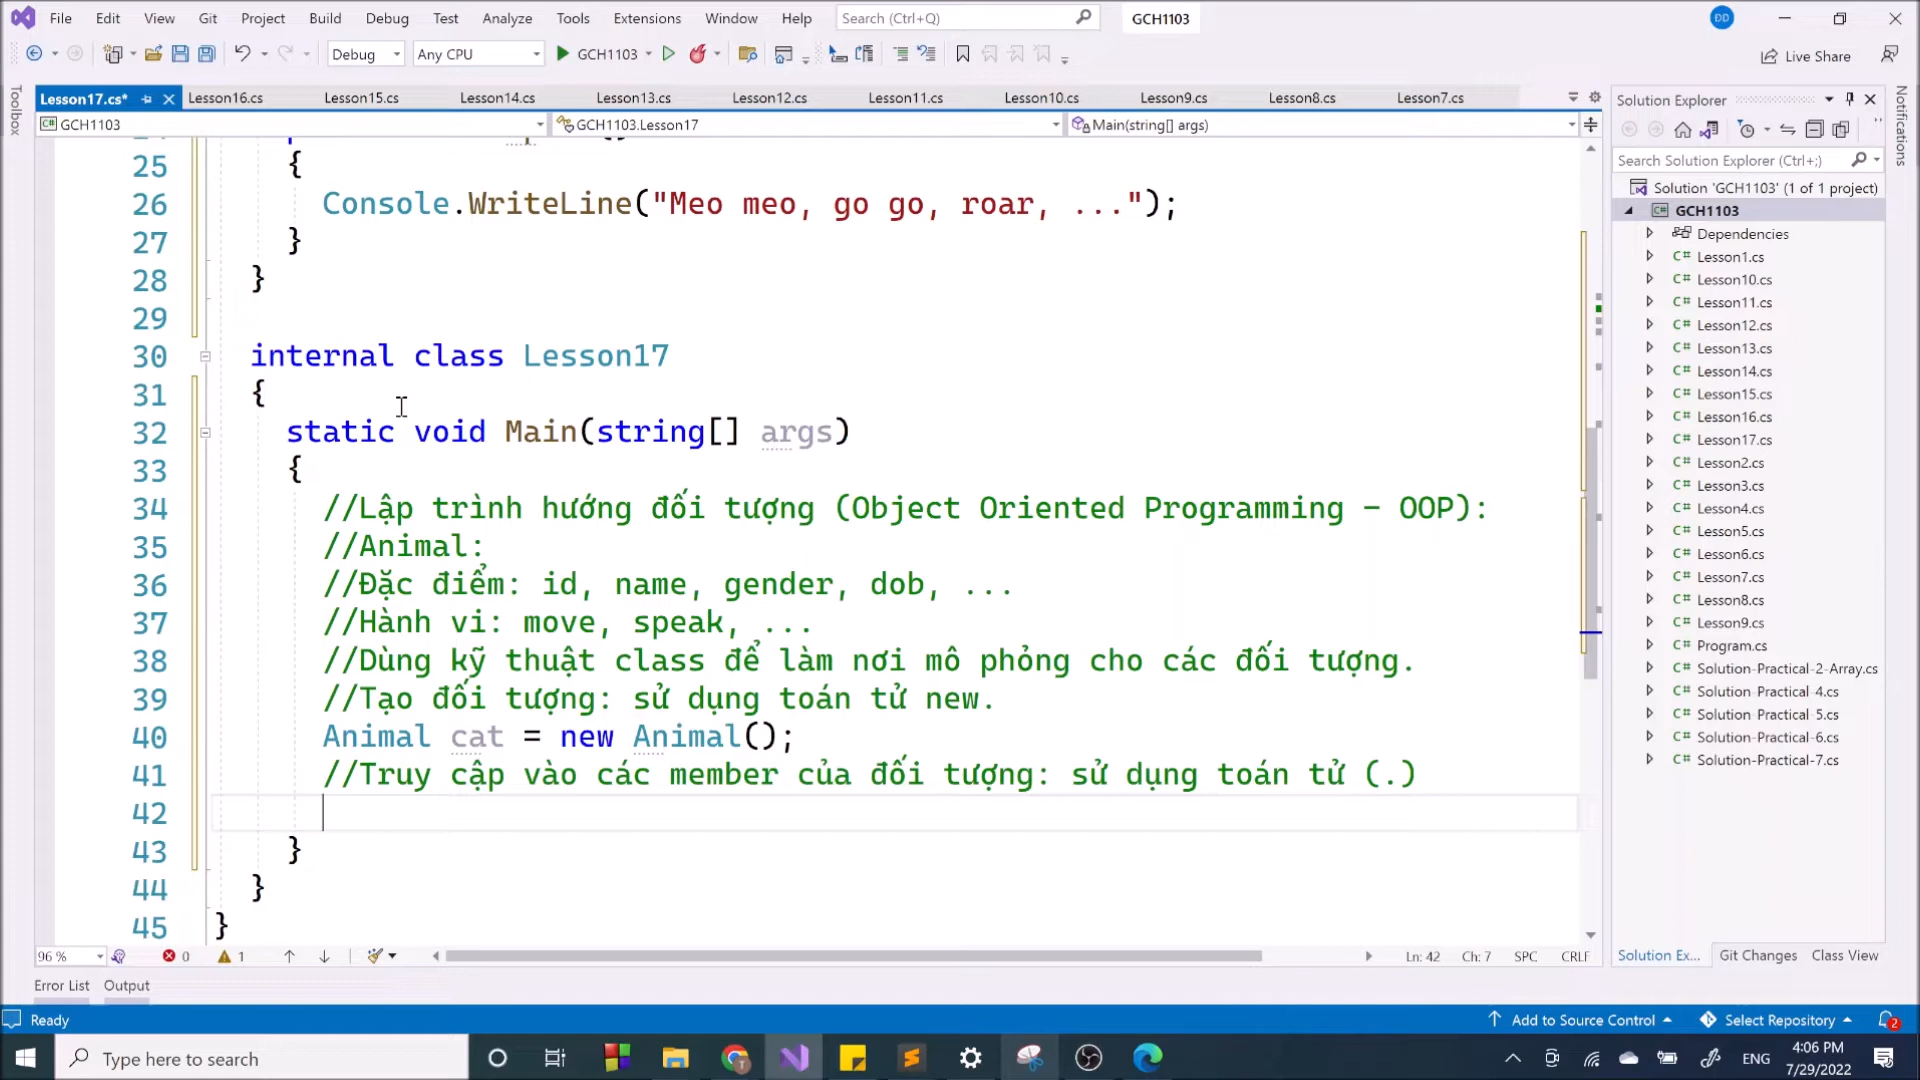 File Edit View Git Project Build Debug Test Analyze Tools Extensions Window Help Search (Ctrl+Q) GCH1103 ĐD
Debug Any CPU GCH1103 Live Share
Toolbox
Lesson17.cs* Lesson16.cs Lesson15.cs Lesson14.cs Lesson13.cs Lesson12.cs Lesson11.cs Lesson10.cs Lesson9.cs Lesson8.cs Lesson7.cs
GCH1103 GCH1103.Lesson17 Main(string[] args)
25 {
26 Console.WriteLine("Meo meo, go go, roar, ...");
27 }
28 }
29
30 internal class Lesson17
31 {
32 static void Main(string[] args)
33 {
34 //Lập trình hướng đối tượng (Object Oriented Programming - OOP):
35 //Animal:
36 //Đặc điểm: id, name, gender, dob, ...
37 //Hành vi: move, speak, ...
38 //Dùng kỹ thuật class để làm nơi mô phỏng cho các đối tượng.
39 //Tạo đối tượng: sử dụng toán tử new.
40 Animal cat = new Animal();
41 //Truy cập vào các member của đối tượng: sử dụng toán tử (.)
42
43 }
44 }
45 }
96 % 0 1 Ln: 42 Ch: 7 SPC CRLF
Solution Explorer
Search Solution Explorer (Ctrl+;)
Solution 'GCH1103' (1 of 1 project)
GCH1103
Dependencies
C# Lesson1.cs
C# Lesson10.cs
C# Lesson11.cs
C# Lesson12.cs
C# Lesson13.cs
C# Lesson14.cs
C# Lesson15.cs
C# Lesson16.cs
C# Lesson17.cs
C# Lesson2.cs
C# Lesson3.cs
C# Lesson4.cs
C# Lesson5.cs
C# Lesson6.cs
C# Lesson7.cs
C# Lesson8.cs
C# Lesson9.cs
C# Program.cs
C# Solution-Practical-2-Array.cs
C# Solution-Practical-4.cs
C# Solution-Practical-5.cs
C# Solution-Practical-6.cs
C# Solution-Practical-7.cs
Solution Ex... Git Changes Class View
Notifications
Error List Output
Ready Add to Source Control Select Repository 2
Type here to search ENG 4:06 PM
7/29/2022